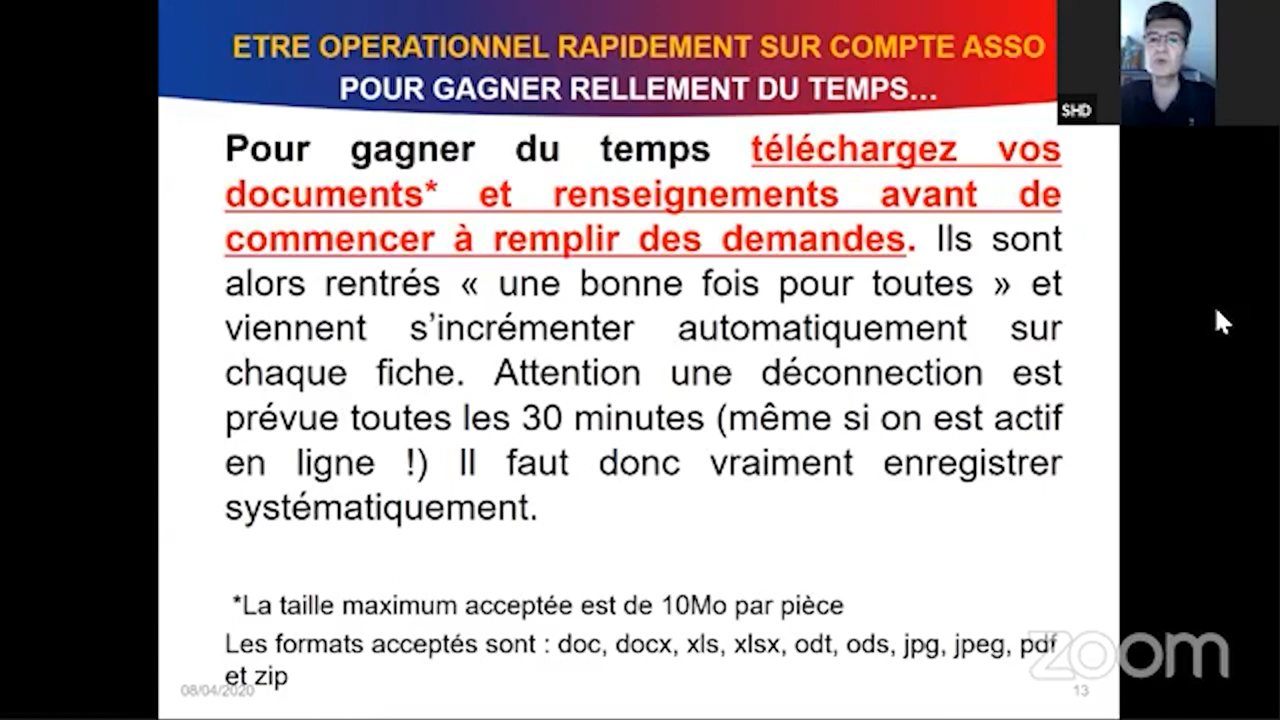 ETRE OPERATIONNEL RAPIDEMENT SUR COMPTE ASSO
POUR GAGNER RELLEMENT DU TEMPS…
SHD
Pour gagner du temps téléchargez vos
documents* et renseignements avant de
commencer à remplir des demandes. Ils sont
alors rentrés « une bonne fois pour toutes » et
viennent s’incrémenter automatiquement sur
chaque fiche. Attention une déconnection est
prévue toutes les 30 minutes (même si on est actif
en ligne !) Il faut donc vraiment enregistrer
systématiquement.
*La taille maximum acceptée est de 10Mo par pièce
Les formats acceptés sont : doc, docx, xls, xlsx, odt, ods, jpg, jpeg, pdf
et zip
08/04/2020
13
zoom